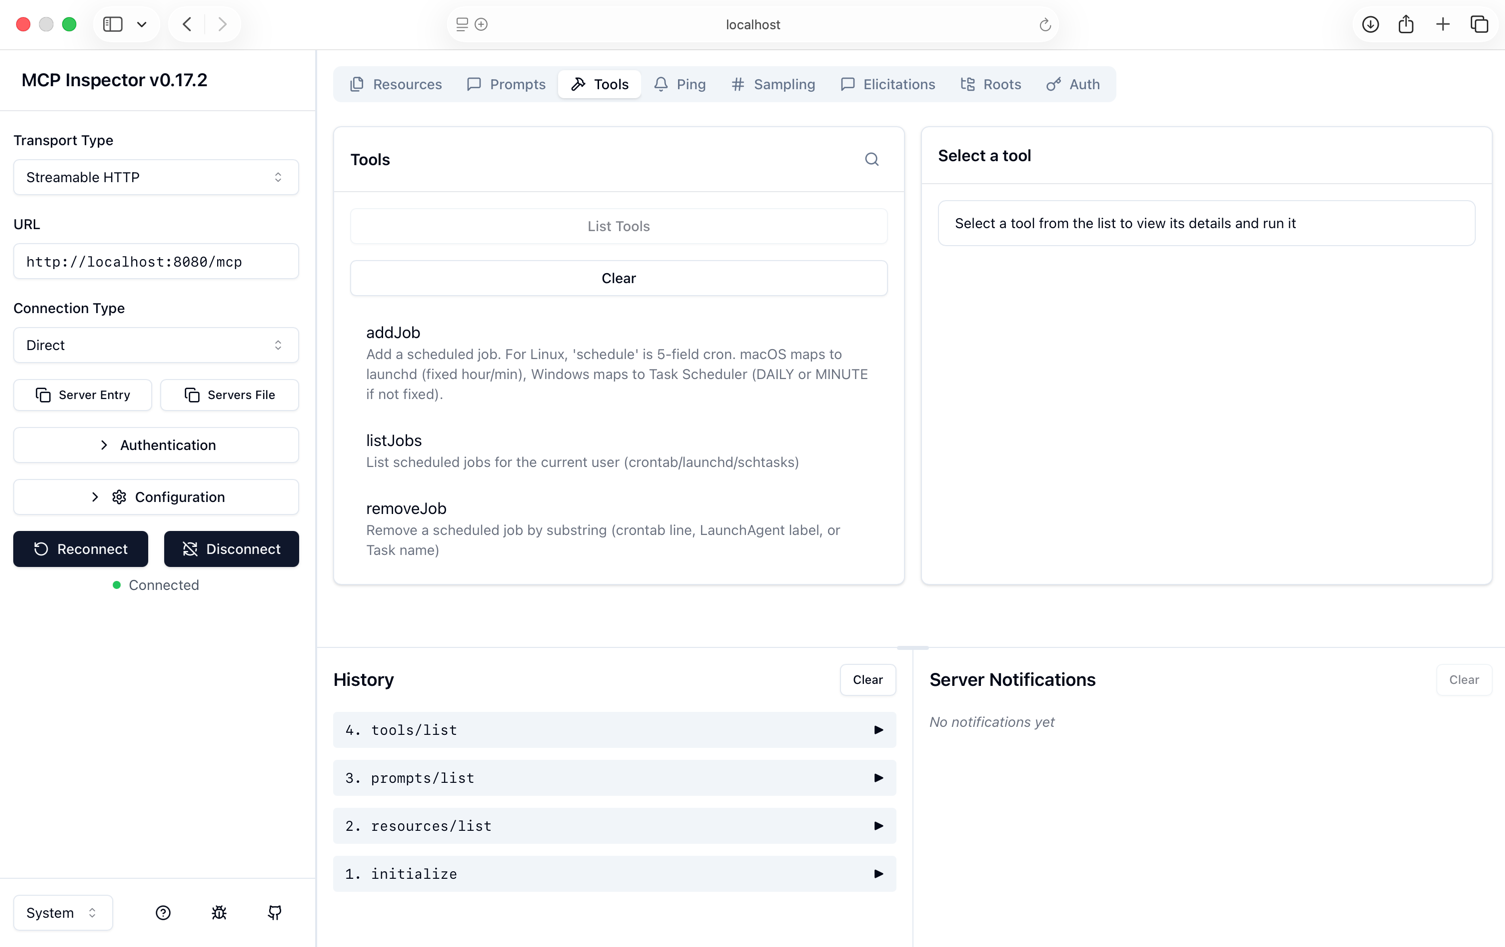 localhost
MCP Inspector v0.17.2
Transport Type
Streamable HTTP
URL
http://localhost:8080/mcp
Connection Type
Direct
Server Entry
Servers File
Authentication
Configuration
Reconnect
Disconnect
Connected
System
Resources
Prompts
Tools
Ping
Sampling
Elicitations
Roots
Auth
Tools
List Tools
Clear
addJob
Add a scheduled job. For Linux, 'schedule' is 5-field cron. macOS maps to
launchd (fixed hour/min), Windows maps to Task Scheduler (DAILY or MINUTE
if not fixed).
listJobs
List scheduled jobs for the current user (crontab/launchd/schtasks)
removeJob
Remove a scheduled job by substring (crontab line, LaunchAgent label, or
Task name)
Select a tool
Select a tool from the list to view its details and run it
History
Clear
4. tools/list
3. prompts/list
2. resources/list
1. initialize
Server Notifications
Clear
No notifications yet